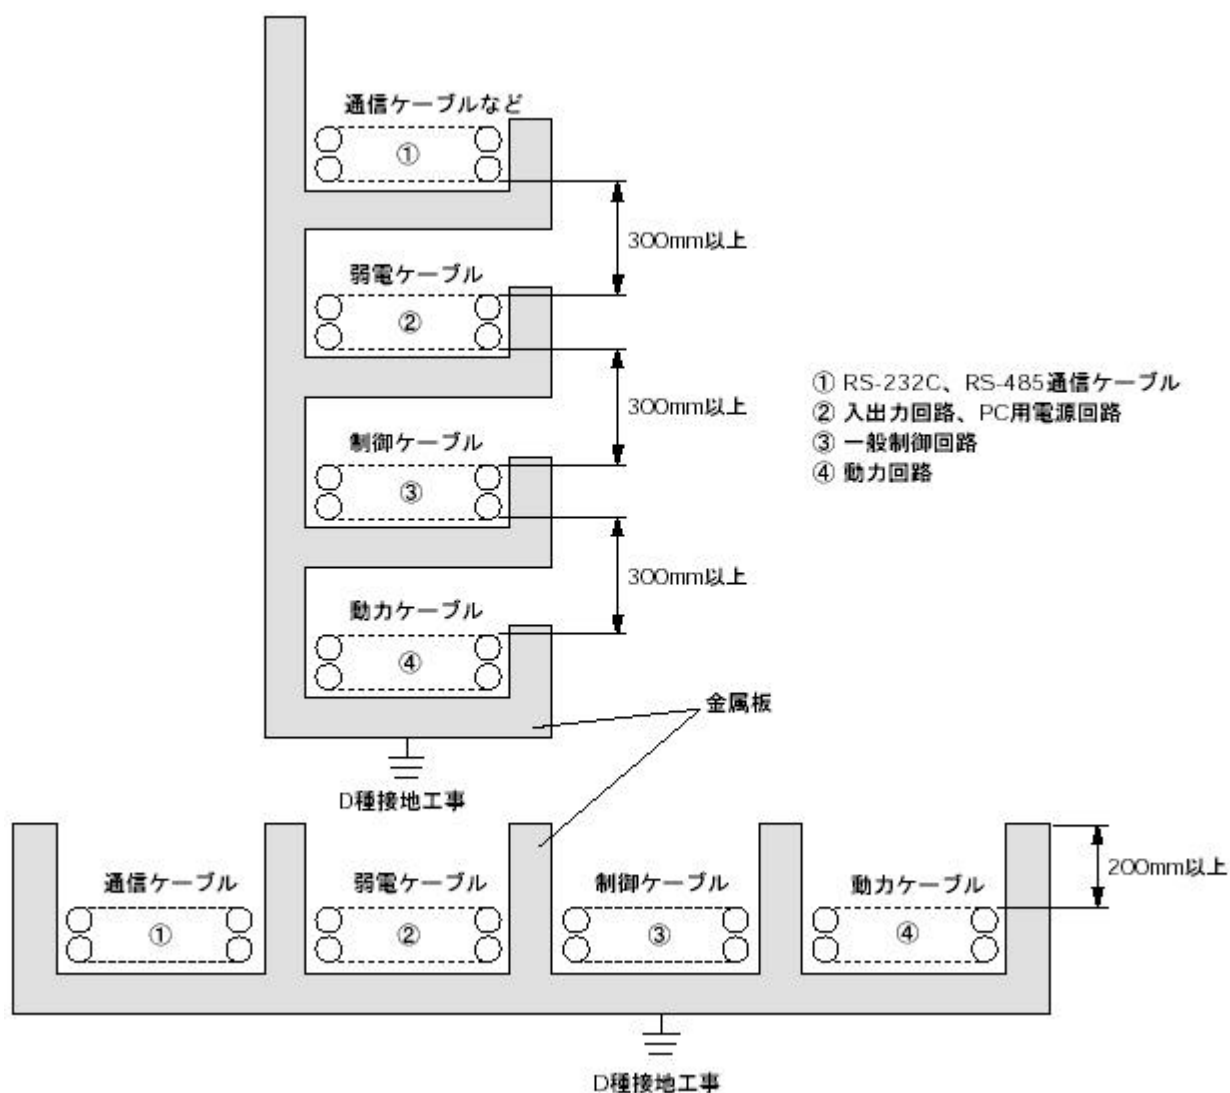 通信ケーブルなど
①
300mm以上
弱電ケーブル
②
300mm以上
制御ケーブル
③
300mm以上
動力ケーブル
④
① RS-232C、RS-485通信ケーブル
② 入出力回路、PC用電源回路
③ 一般制御回路
④ 動力回路
金属板
D種接地工事
通信ケーブル
①
弱電ケーブル
②
制御ケーブル
③
動力ケーブル
④
200mm以上
D種接地工事